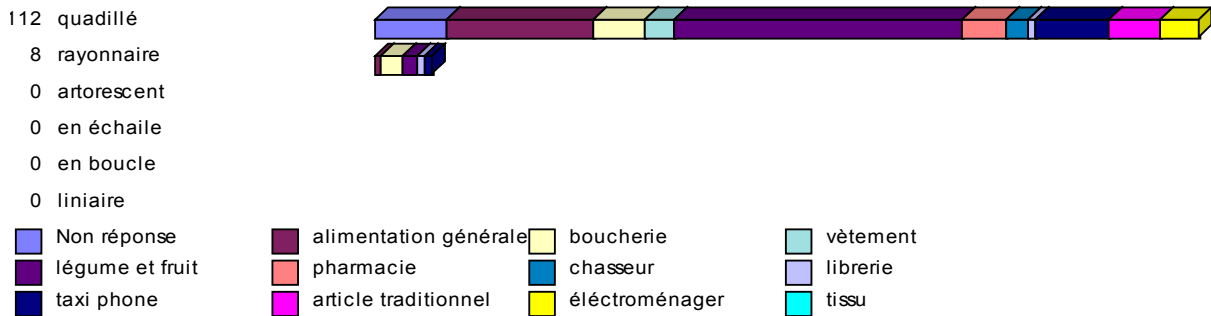 112 quadillé
8 rayonnaire
0 artorescent
0 en échaile
0 en boucle
0 liniaire
Non réponse alimentation générale boucherie vètement
légume et fruit pharmacie chasseur librerie
taxi phone article traditionnel éléctroménager tissu